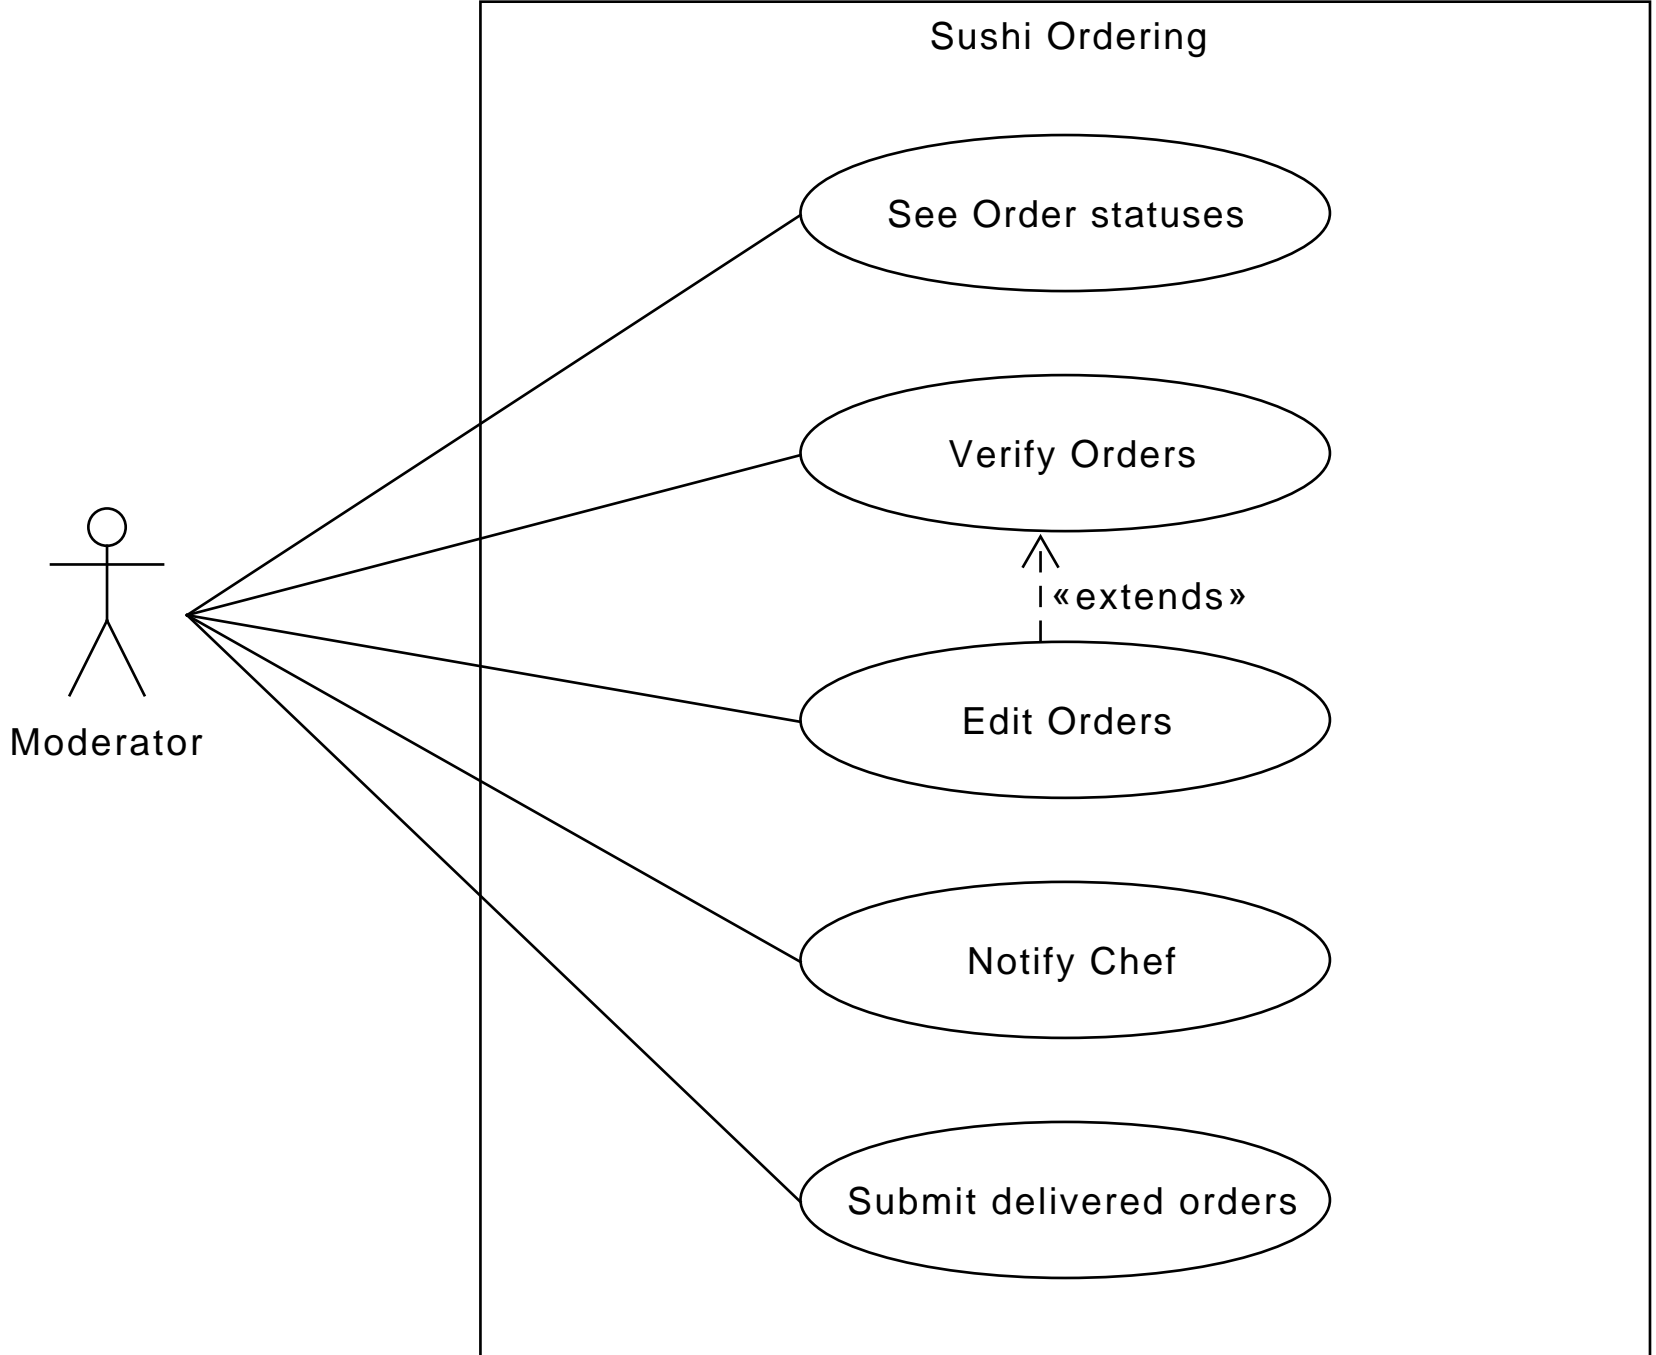 Sushi Ordering
See Order statuses
Verify Orders
«extends»
Edit Orders
Moderator
Notify Chef
Submit delivered orders